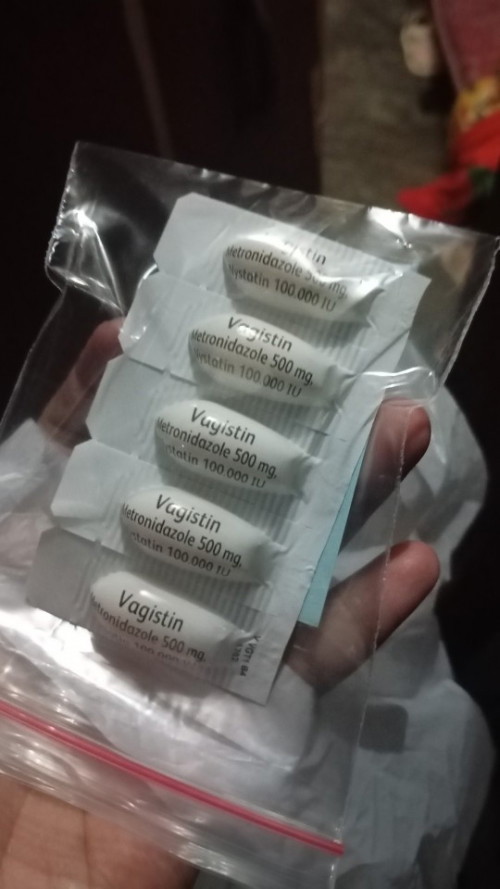 Metronidazole 500 mg,
Nystatin 100.000 IU
Vagistin
Metronidazole 500 mg,
Nystatin 100.000 IU
Vagistin
Metronidazole 500 mg,
Nystatin 100 000 IU
Vagistin
Metronidazole 500 mg,
Nystatin 100 000 IU
Vagistin
Metronidazole 500 mg,